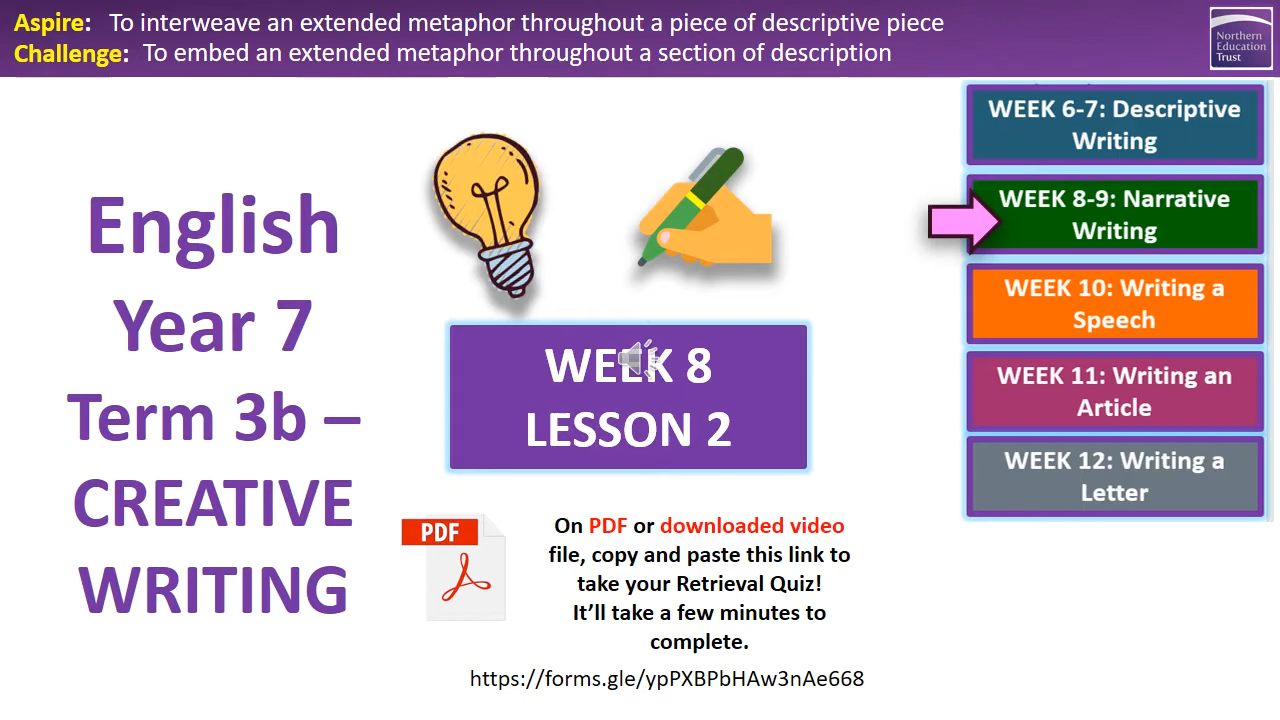 Aspire: To interweave an extended metaphor throughout a piece of descriptive piece
Challenge: To embed an extended metaphor throughout a section of description
Northern
Education
Trust
English
Year 7
Term 3b –
CREATIVE
WRITING
WEEK 8
LESSON 2
PDF
On PDF or downloaded video
file, copy and paste this link to
take your Retrieval Quiz!
It'll take a few minutes to
complete.
https://forms.gle/ypPXBPbHAw3nAe668
WEEK 6-7: Descriptive
Writing
WEEK 8-9: Narrative
Writing
WEEK 10: Writing a
Speech
WEEK 11: Writing an
Article
WEEK 12: Writing a
Letter